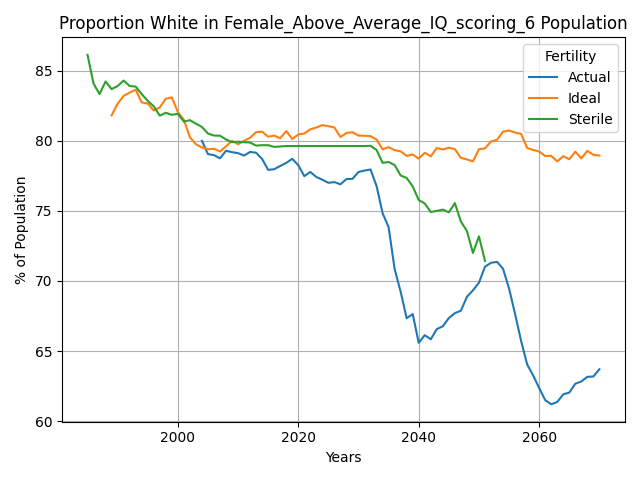 Proportion White in Female_Above_Average_IQ_scoring_6 Population
Fertility
Actual
Ideal
Sterile
% of Population
85
80
75
70
65
60
2000
2020
2040
2060
Years